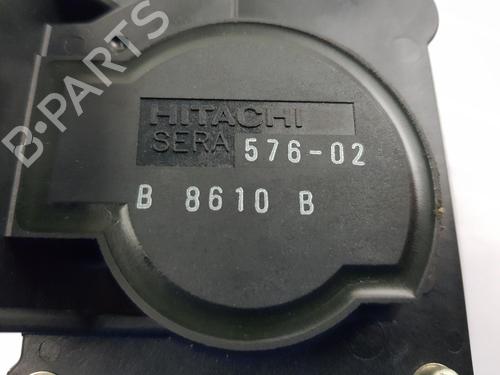 B·PARTS
HITACHI
SERA 576-02
B 8610 B